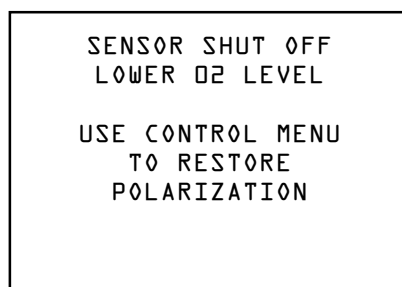 SENSOR SHUT OFF
LOWER O2 LEVEL
USE CONTROL MENU
TO RESTORE
POLARIZATION